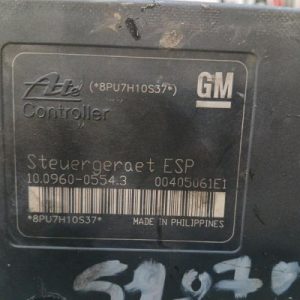 Ate (*8PU7H10S37*) GM
Controller
Steuergeraet ESP
10.0960-0554.3 00405061E1
*8PU7H10S37* MADE IN
PHILIPPINES